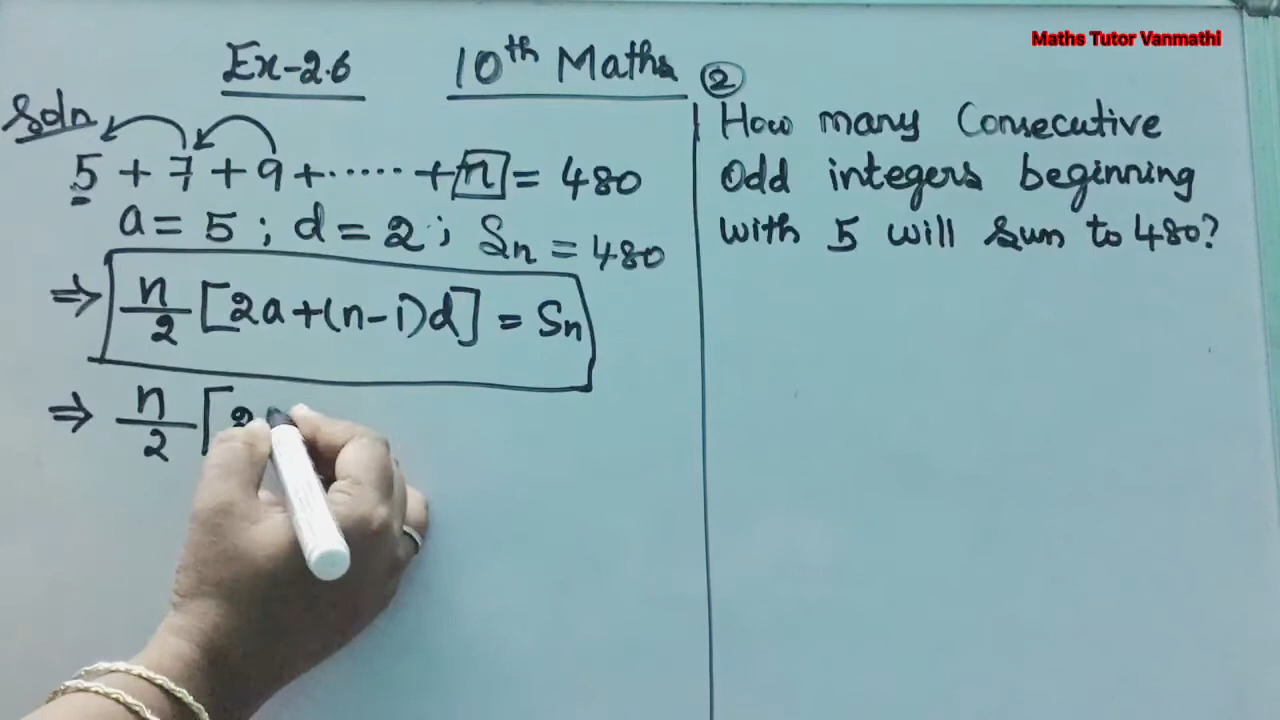 Maths Tutor Vanmathi
Ex-2.6 10th Maths
Soln
5 + 7 + 9 + ...... + n = 480
a = 5 ; d = 2 ; Sn = 480
⇒ n/2 [2a+(n-1)d] = Sn
⇒ n/2 [2
②
How many Consecutive
Odd integers beginning
with 5 will Sum to 480?